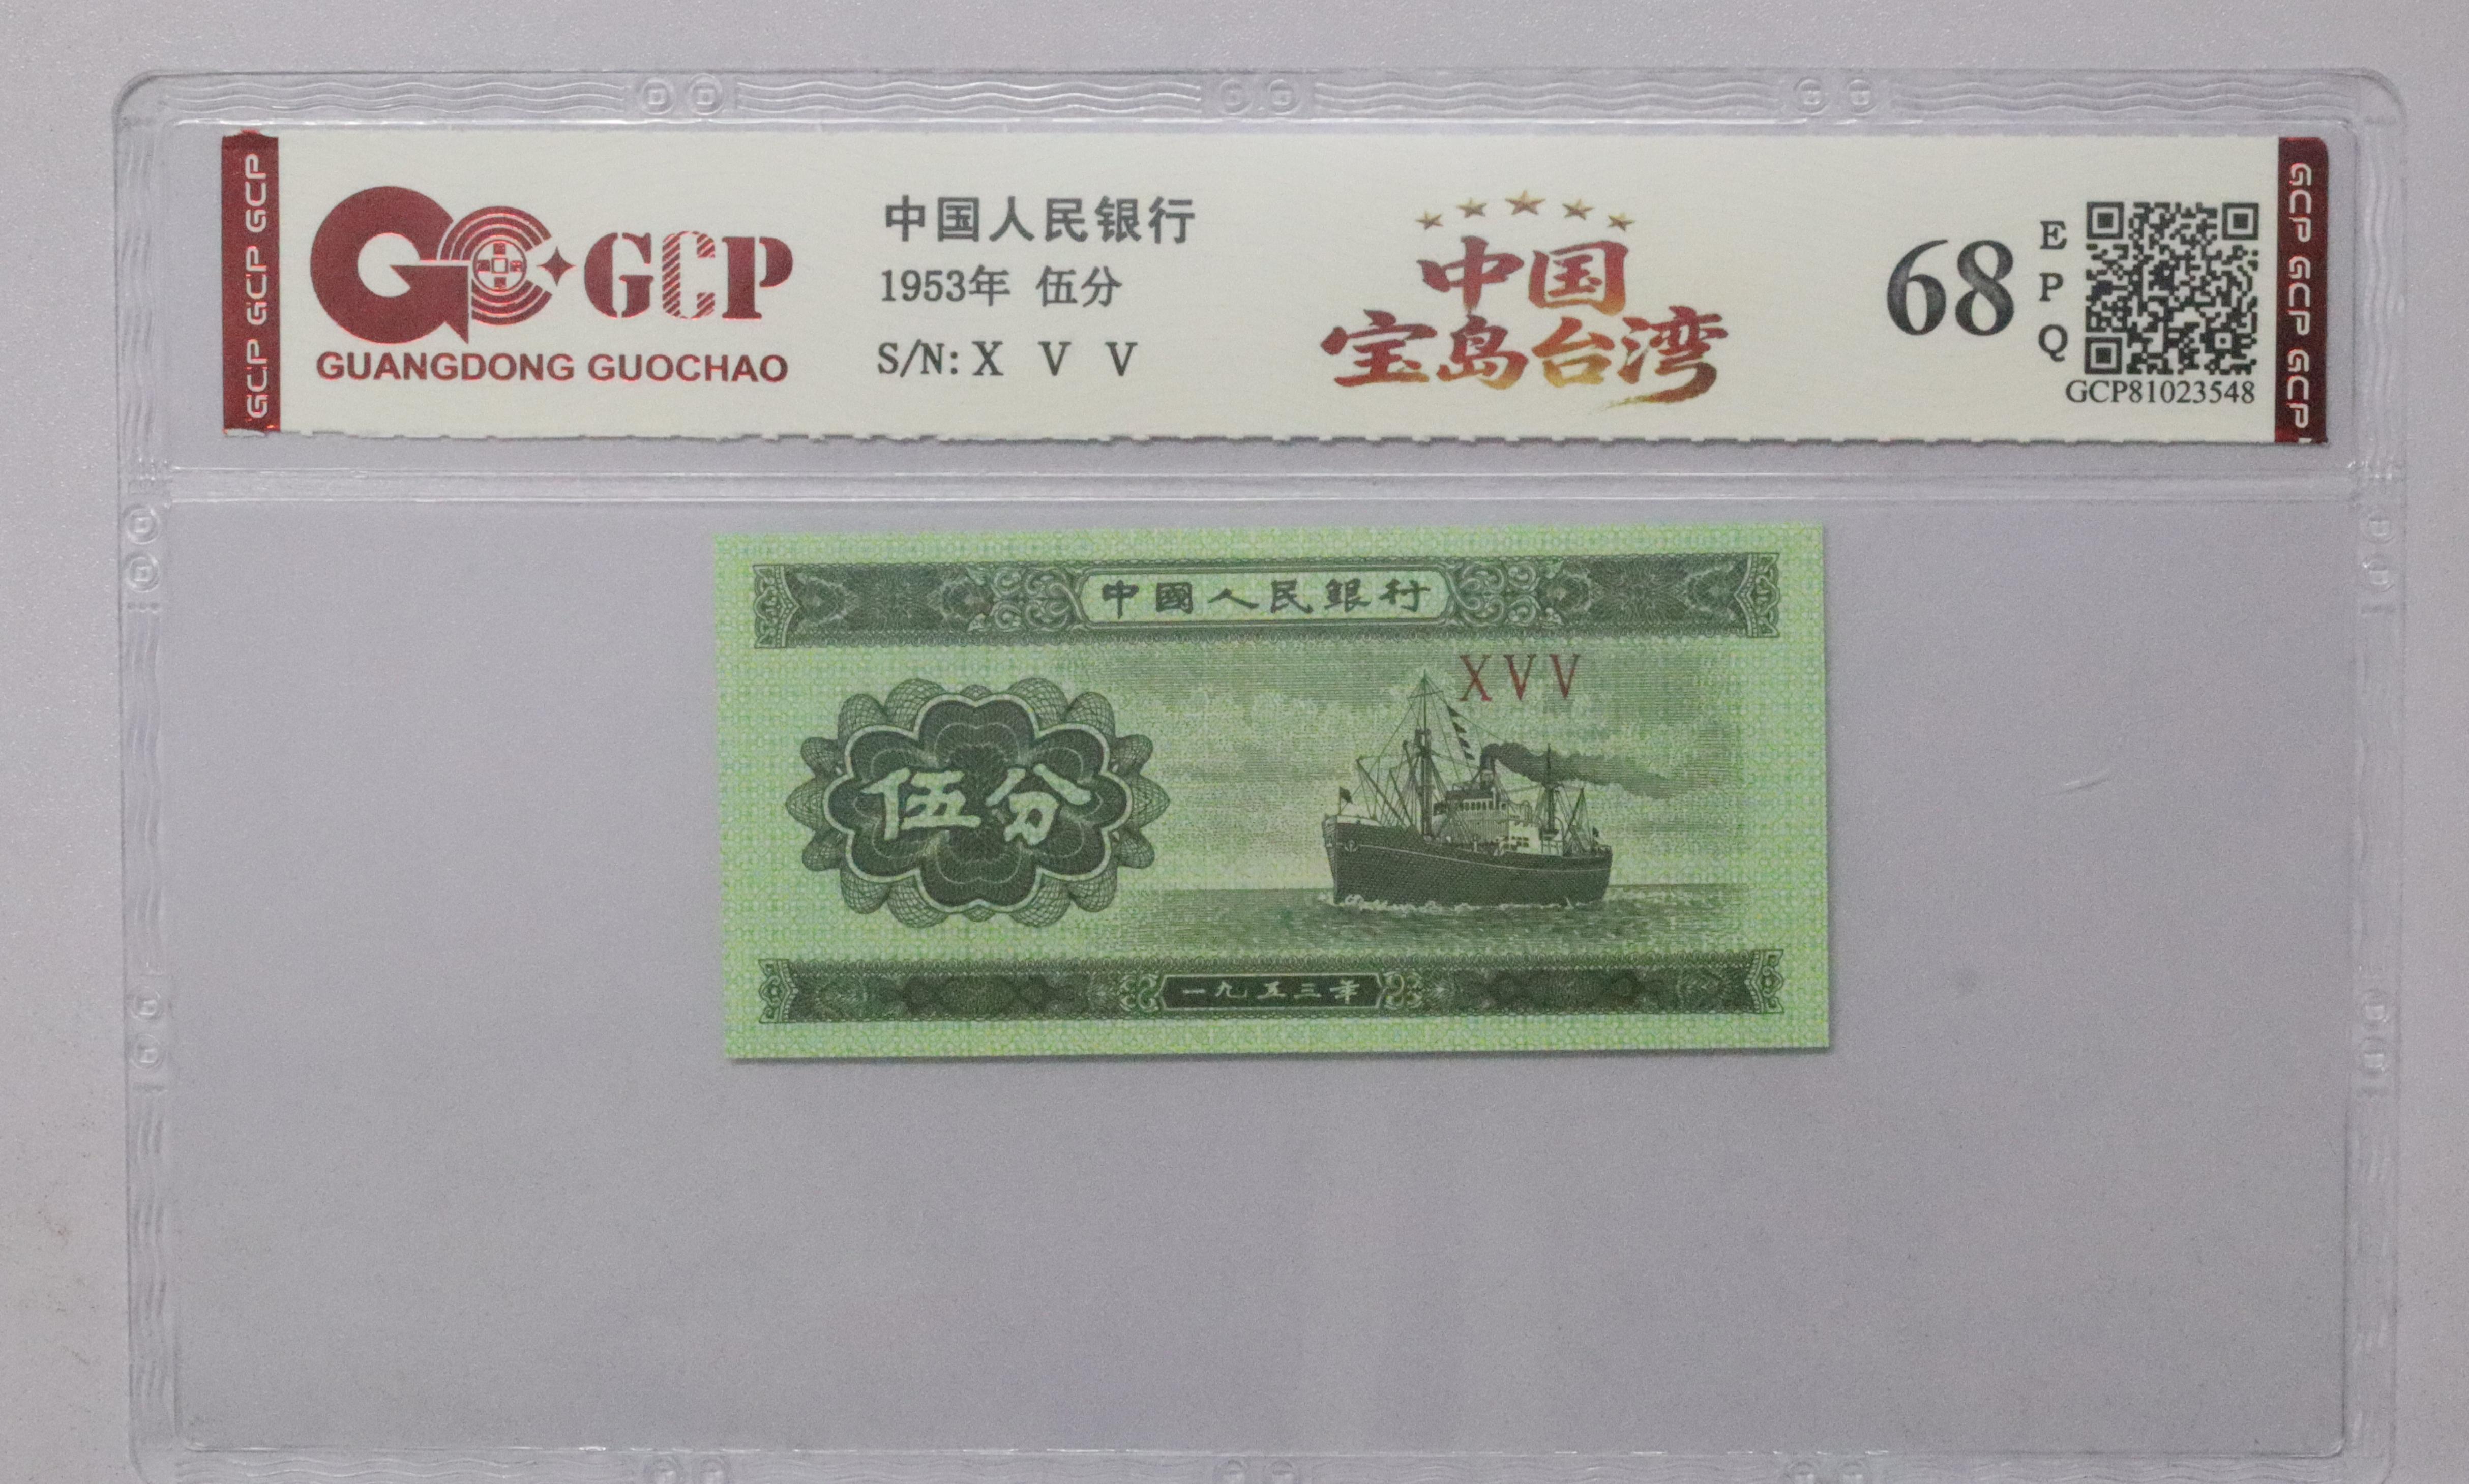 GCP GCP GCP
GCP
GUANGDONG GUOCHAO
中国人民银行
1953年 伍分
S/N: X V V
中国
宝岛台湾
68
E
P
Q
GCP81023548
GCP GCP GCP
中國人民銀行
XVV
伍分
一九五三年